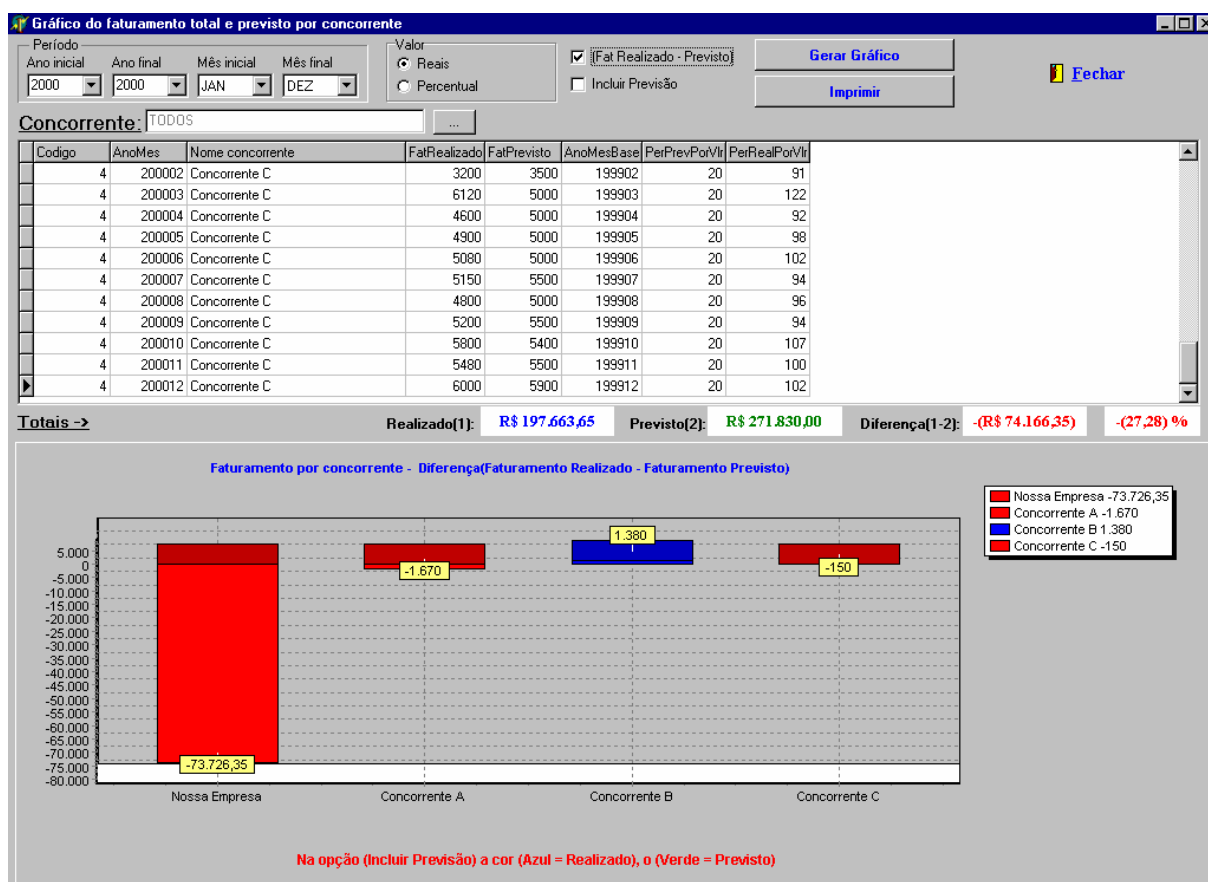 Gráfico do faturamento total e previsto por concorrente
Período
Ano inicial Ano final Mês inicial Mês final
2000 2000 JAN DEZ
Valor
Reais
Percentual
(Fat Realizado - Previsto)
Incluir Previsão
Gerar Gráfico
Imprimir
Fechar
Concorrente: TODOS ...
Codigo AnoMes Nome concorrente FatRealizado FatPrevisto AnoMesBase PerPrevPorVlr PerRealPorVlr
4 200002 Concorrente C 3200 3500 199902 20 91
4 200003 Concorrente C 6120 5000 199903 20 122
4 200004 Concorrente C 4600 5000 199904 20 92
4 200005 Concorrente C 4900 5000 199905 20 98
4 200006 Concorrente C 5080 5000 199906 20 102
4 200007 Concorrente C 5150 5500 199907 20 94
4 200008 Concorrente C 4800 5000 199908 20 96
4 200009 Concorrente C 5200 5500 199909 20 94
4 200010 Concorrente C 5800 5400 199910 20 107
4 200011 Concorrente C 5480 5500 199911 20 100
4 200012 Concorrente C 6000 5900 199912 20 102
Totais -> Realizado(1): R$ 197.663,65 Previsto(2): R$ 271.830,00 Diferença(1-2): -(R$ 74.166,35) -(27,28) %
Faturamento por concorrente - Diferença(Faturamento Realizado - Faturamento Previsto)
Nossa Empresa -73.726,35
Concorrente A -1.670
Concorrente B 1.380
Concorrente C -150
5.000
0
-5.000
-10.000
-15.000
-20.000
-25.000
-30.000
-35.000
-40.000
-45.000
-50.000
-55.000
-60.000
-65.000
-70.000
-75.000
-80.000
-73.726,35
-1.670
1.380
-150
Nossa Empresa Concorrente A Concorrente B Concorrente C
Na opção (Incluir Previsão) a cor (Azul = Realizado), o (Verde = Previsto)